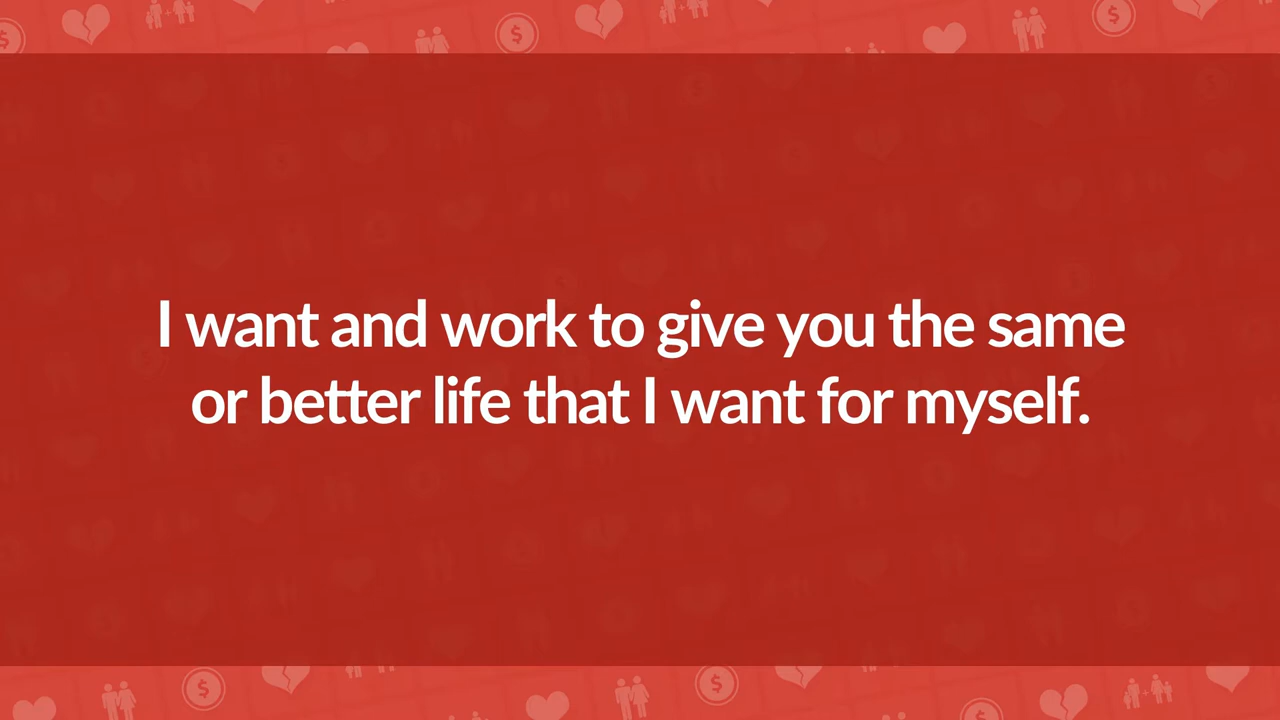 I want and work to give you the same
or better life that I want for myself.